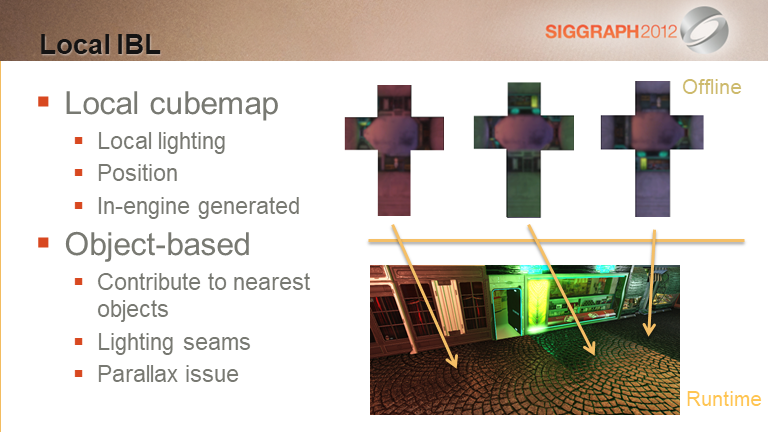 Local IBL
SIGGRAPH2012
Local cubemap
Local lighting
Position
In-engine generated
Object-based
Contribute to nearest
objects
Lighting seams
Parallax issue
Offline
Runtime